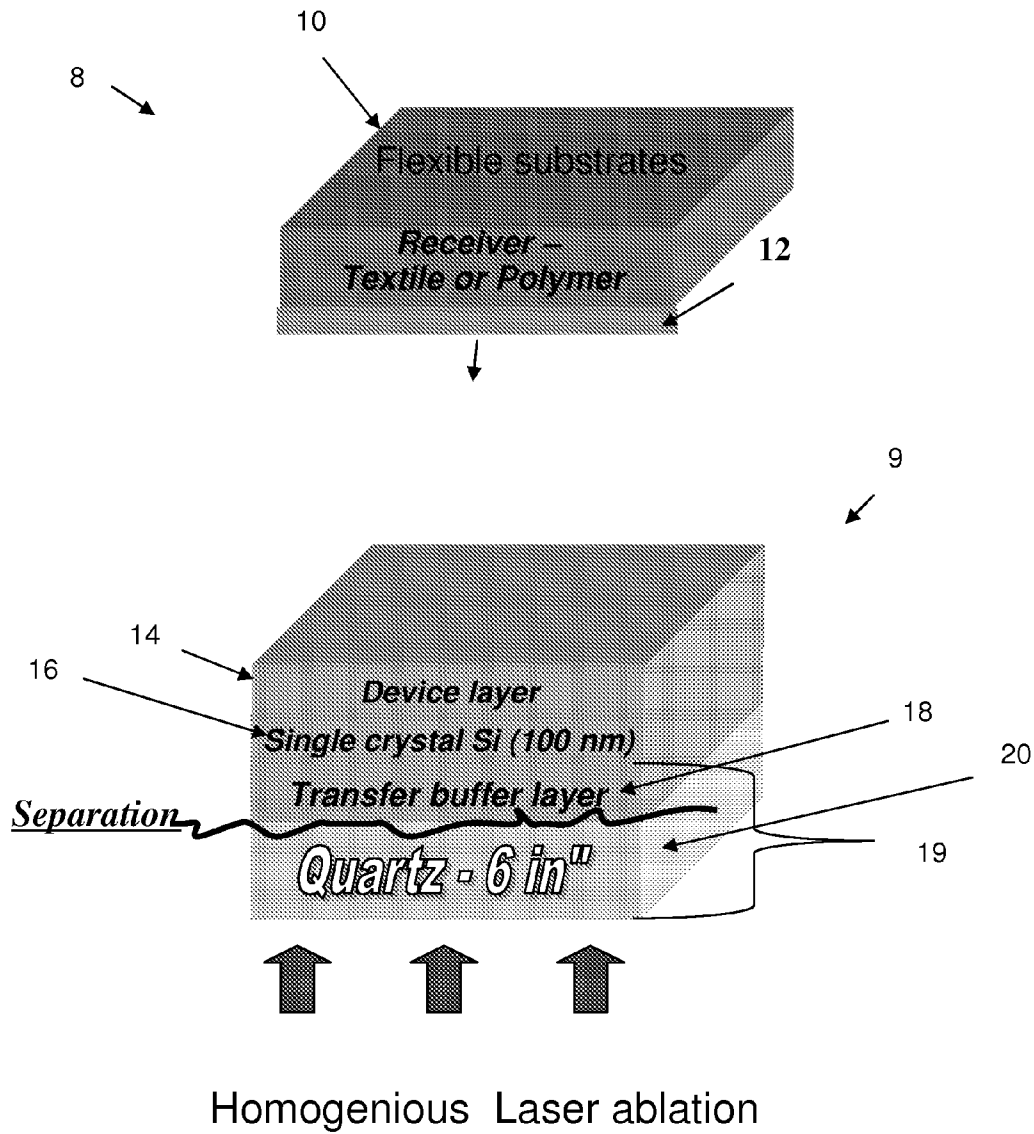 10
8
Flexible substrates
Receiver –
12
Textile or Polymer
9
14
16
Device layer
18
Single crystal Si (100 nm)
20
Transfer buffer layer
Separation
19
Quartz - 6 in"
Homogenious Laser ablation